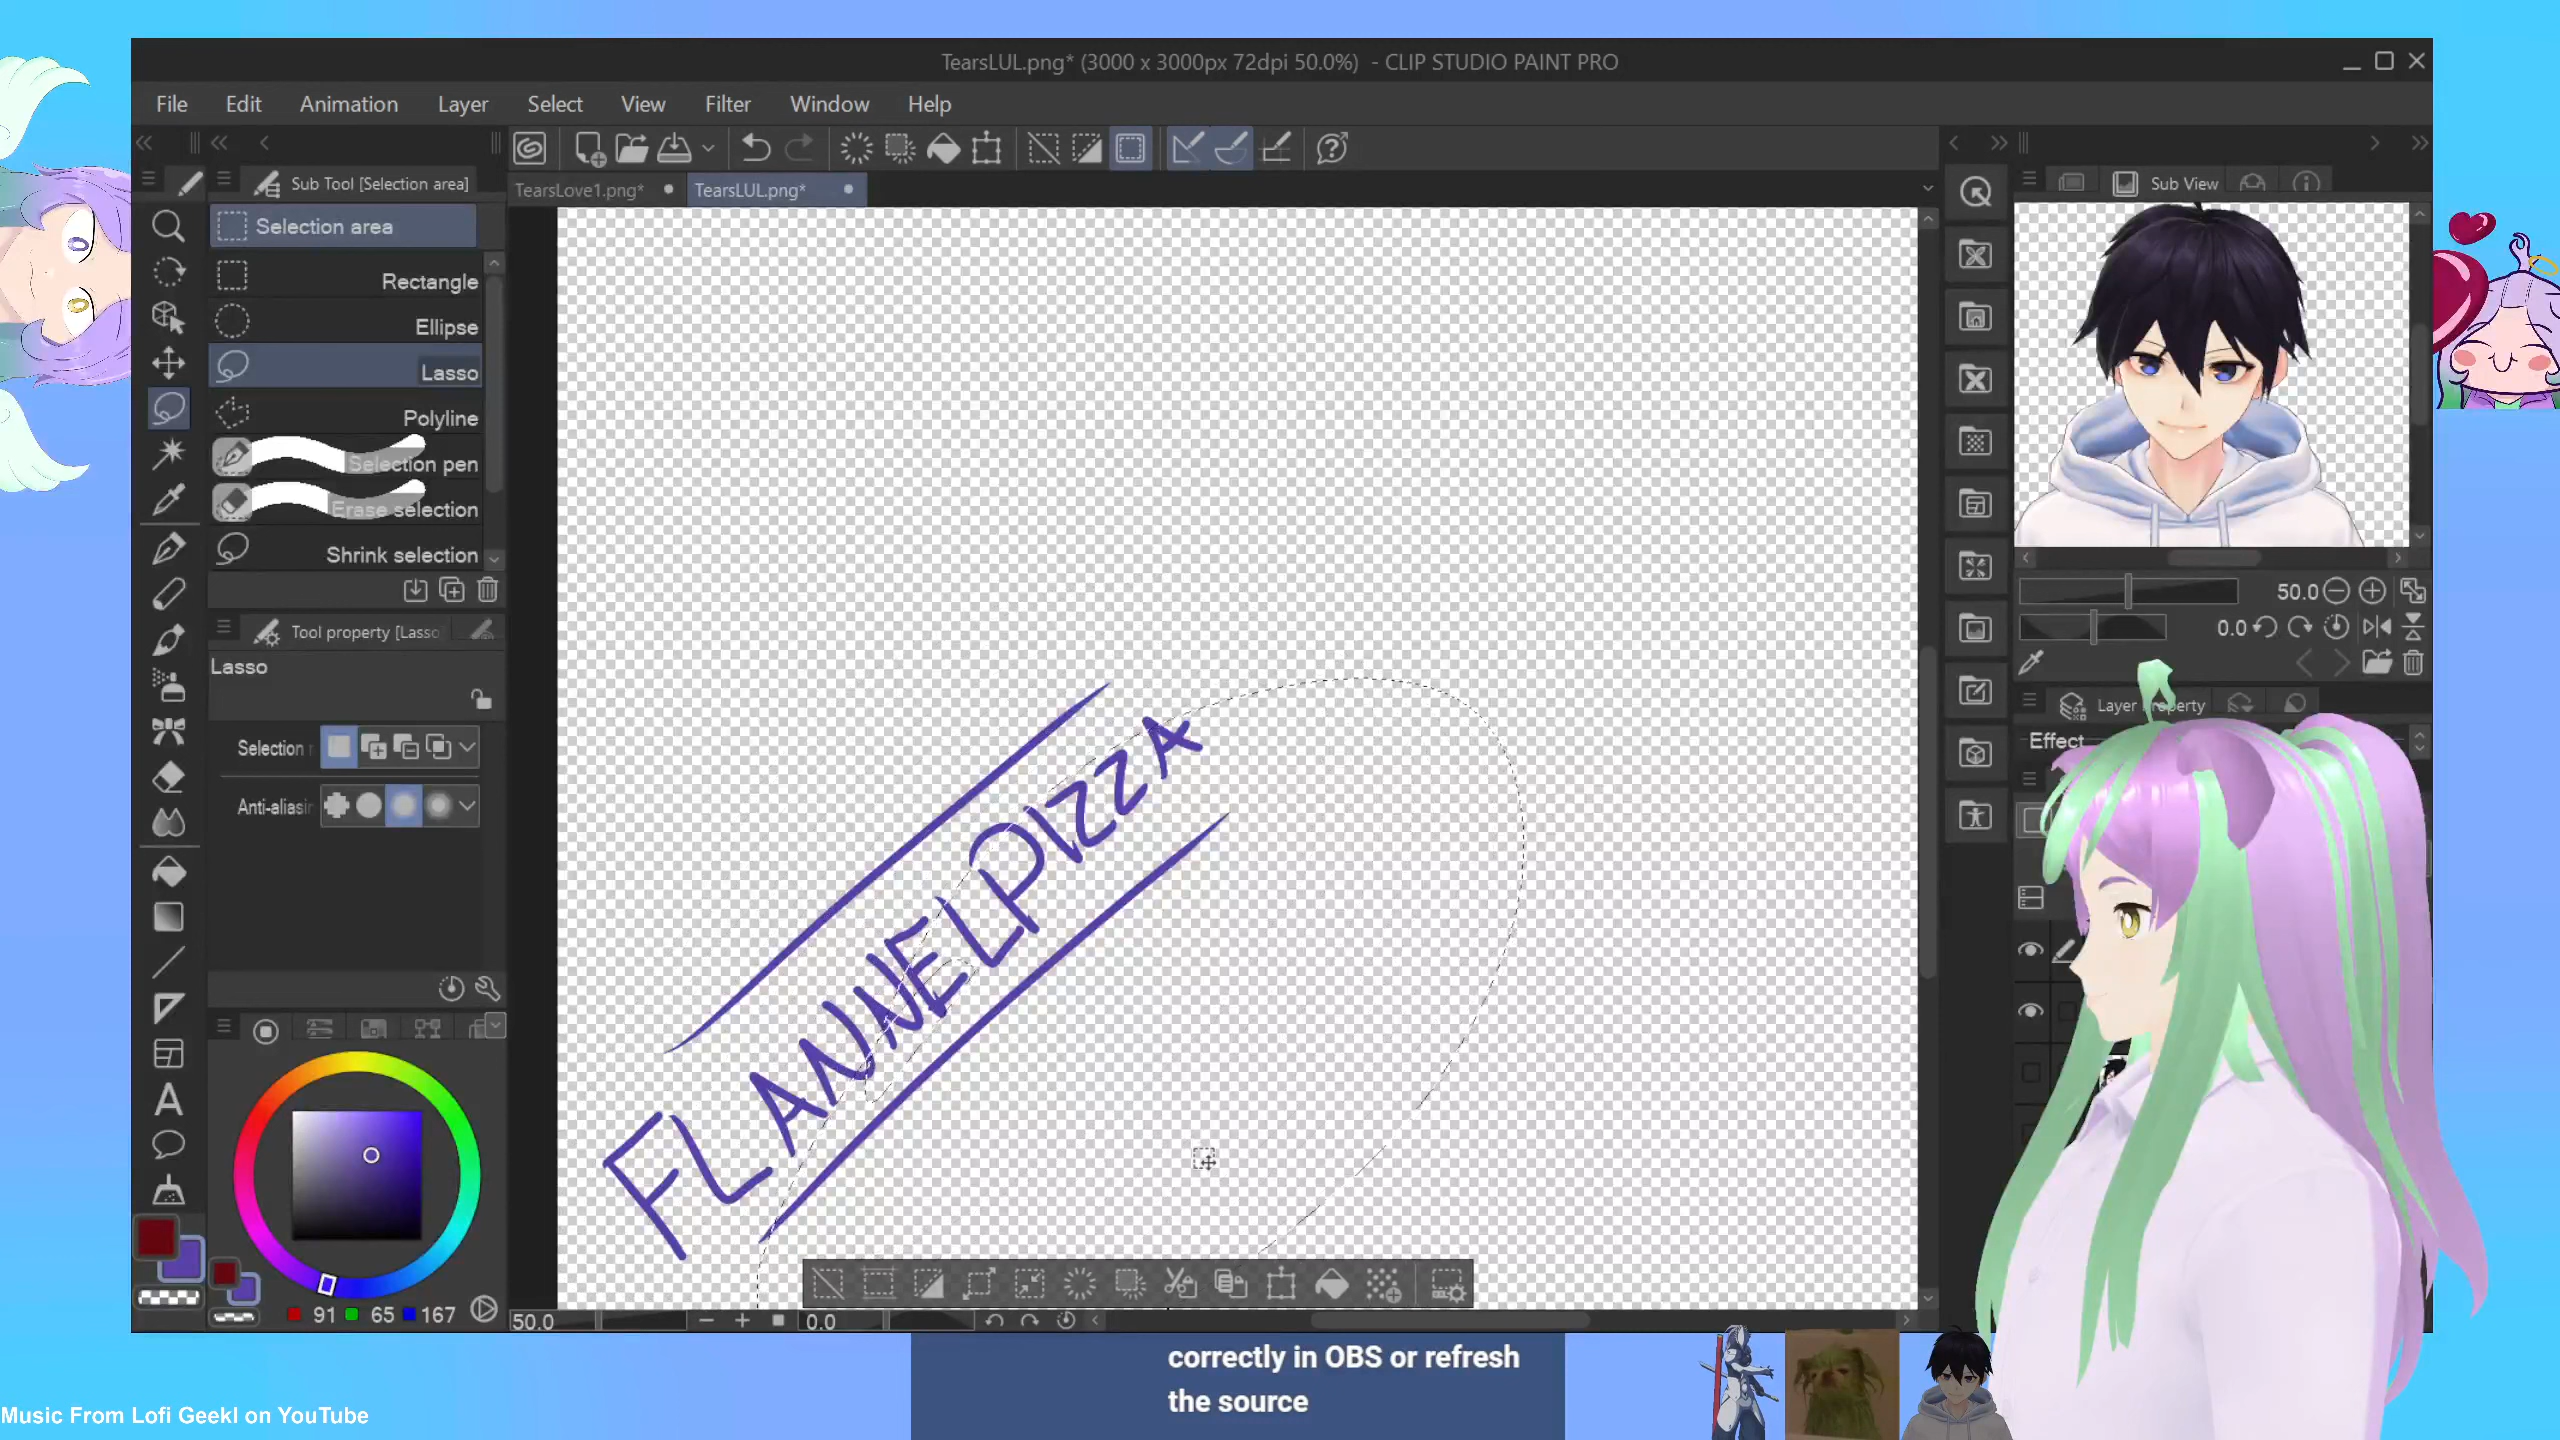 TearsLUL.png* (3000 x 3000px 72dpi 50.0%) - CLIP STUDIO PAINT PRO
File Edit Animation Layer Select View Filter Window Help
Sub Tool [Selection area]
TearsLove1.png*
TearsLUL.png*
Sub View
Selection area
Rectangle
Ellipse
Lasso
Polyline
Selection pen
Erase selection
Shrink selection
50.0
0.0
Tool property [Lasso
Lasso
Layer Property
Effect
Selection
Anti-aliasin
FLANNELPIZZA
91 65 167
50.0
0.0
correctly in OBS or refresh
the source
Music From Lofi Geekl on YouTube